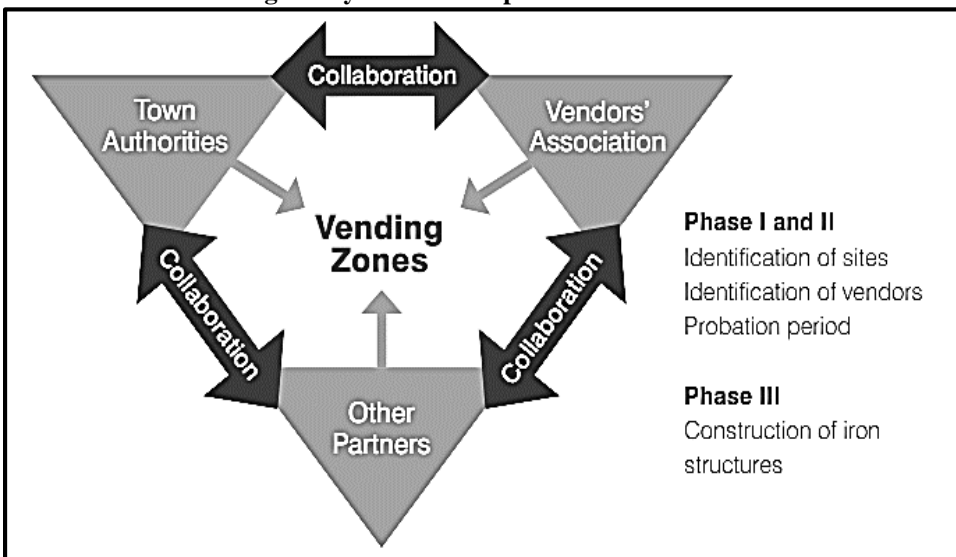 Collaboration
Town
Authorities
Vendors'
Association
Vending
Zones
Collaboration
Collaboration
Other
Partners
Phase I and II
Identification of sites
Identification of vendors
Probation period
Phase III
Construction of iron
structures